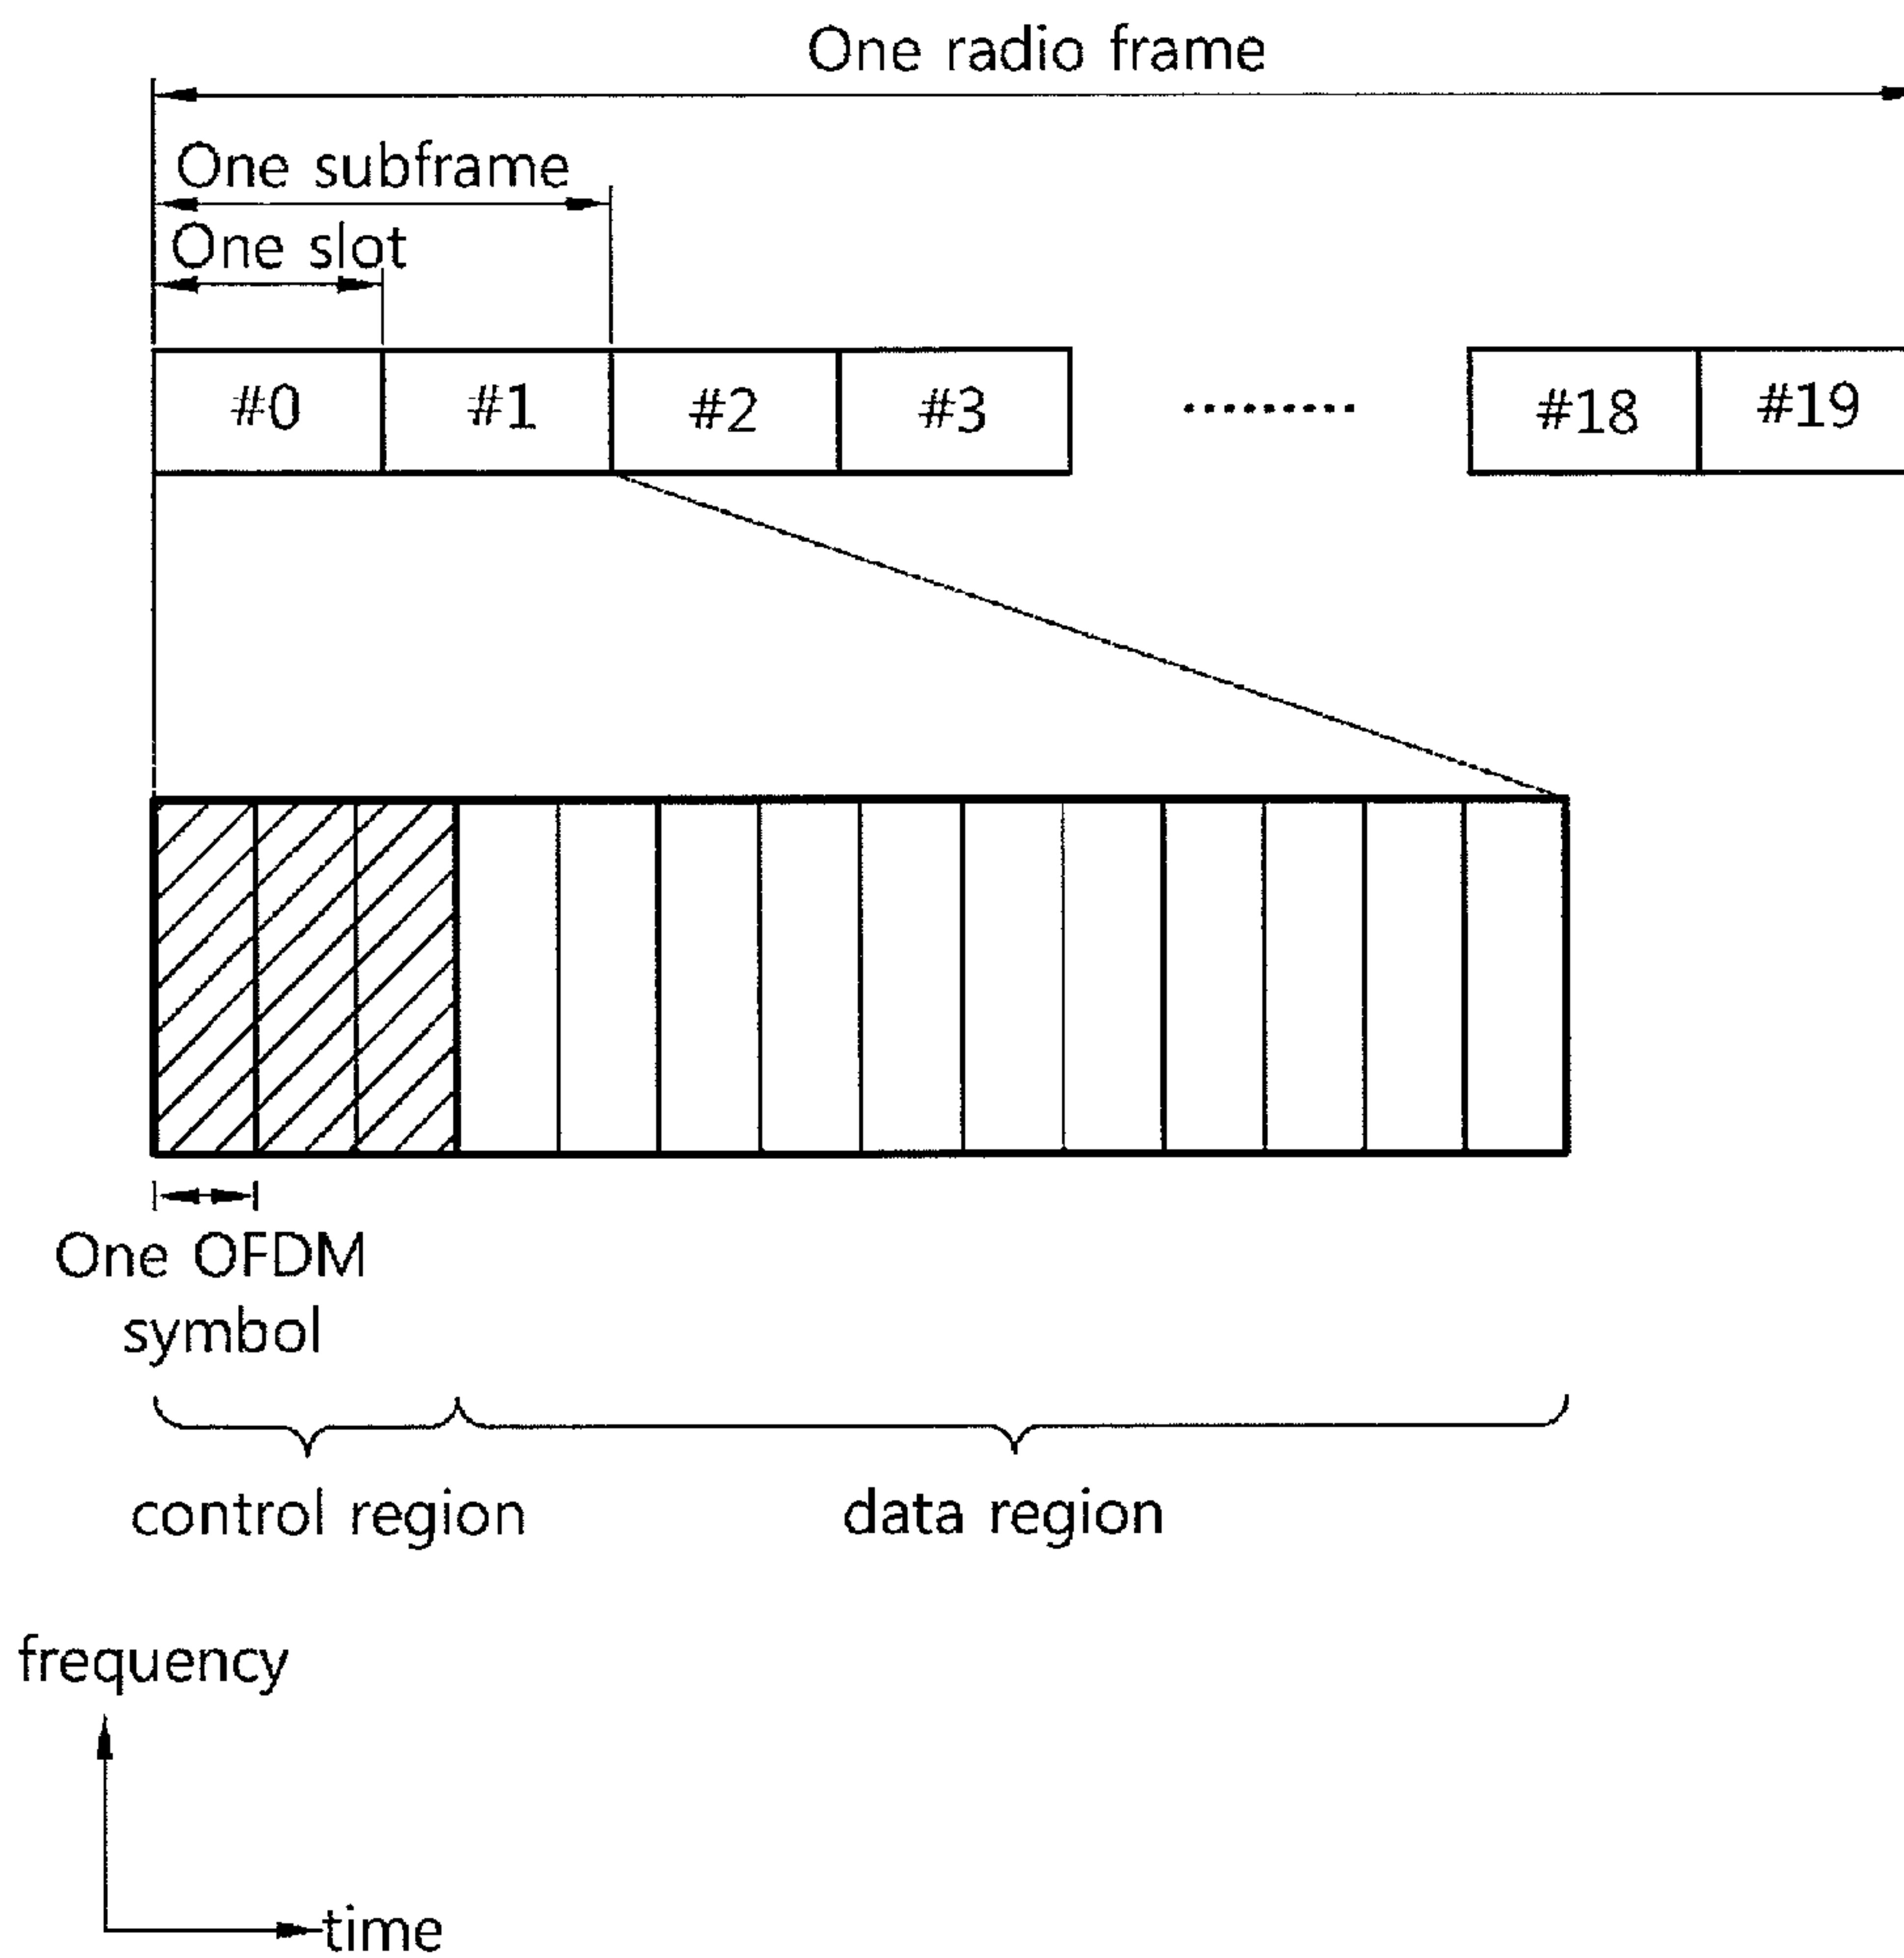 One radio frame
One subframe
One slot
#0 #1 #2 #3 ......... #18 #19
One OFDM
symbol
control region data region
frequency
time